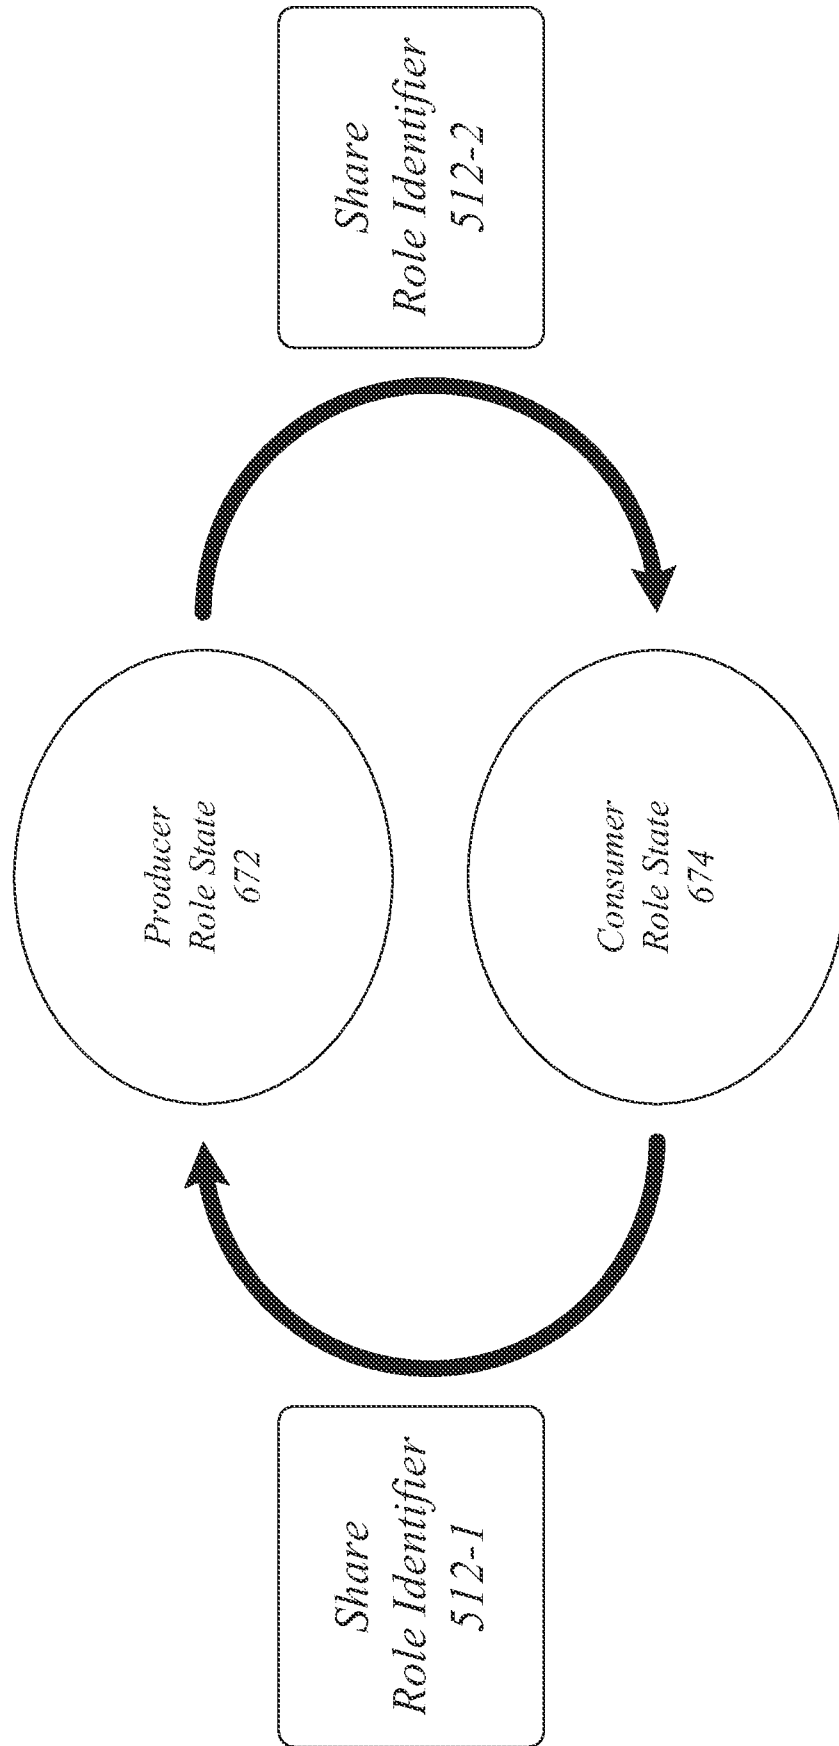 Share
Role Identifier
512-1
Producer
Role State
672
Consumer
Role State
674
Share
Role Identifier
512-2